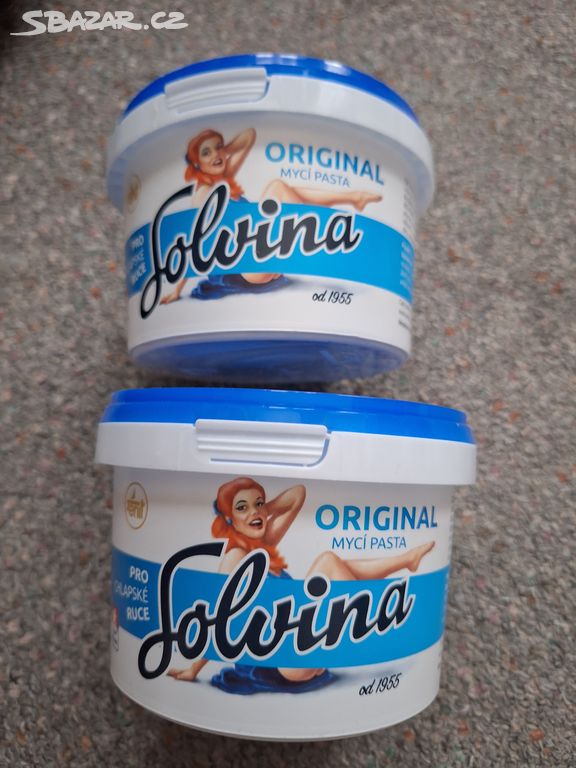 SBAZAR.CZ
ORIGINAL
MYCÍ PASTA
PRO
RUCE
Solvina
od 1955
ORIGINAL
MYCÍ PASTA
PRO
CHLAPSKÉ
RUCE
Solvina
od 1955